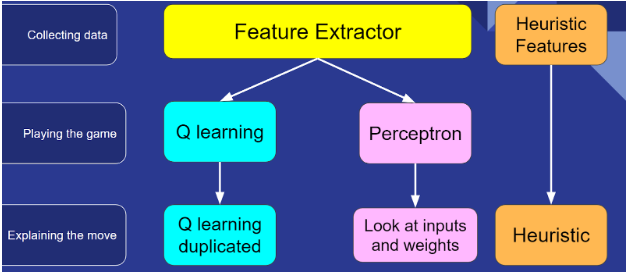 Collecting data
Feature Extractor
Heuristic
Features
Playing the game
Q learning
Perceptron
Explaining the move
Q learning
duplicated
Look at inputs
and weights
Heuristic